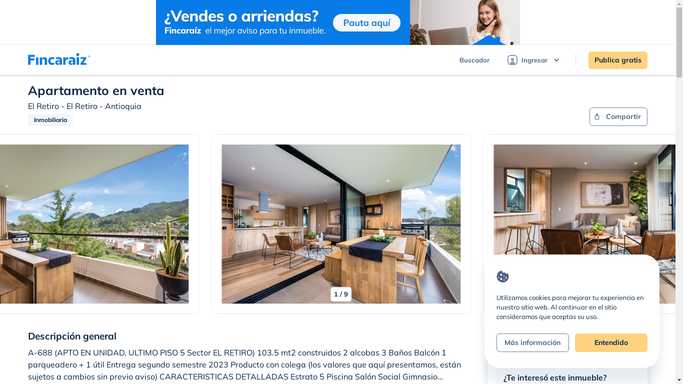 ¿Vendes o arriendas?
Fincaraíz el mejor aviso para tu inmueble.
Pauta aquí
Fincaraíz
Buscador
Ingresar
Publica gratis
Apartamento en venta
El Retiro - El Retiro - Antioquia
Inmobiliaria
Compartir
1 / 9
Utilizamos cookies para mejorar tu experiencia en
nuestro sitio web. Al continuar en el sitio
consideramos que aceptas su uso.
Más información
Entendido
Descripción general
A-688 (APTO EN UNIDAD, ULTIMO PISO 5 Sector EL RETIRO) 103.5 mt2 construidos 2 alcobas 3 Baños Balcón 1
parqueadero + 1 útil Entrega segundo semestre 2023 Producto con colega (los valores que aquí presentamos, están
sujetos a cambios sin previo aviso) CARACTERISTICAS DETALLADAS Estrato 5 Piscina Salón Social Gimnasio...
¿Te interesó este inmueble?